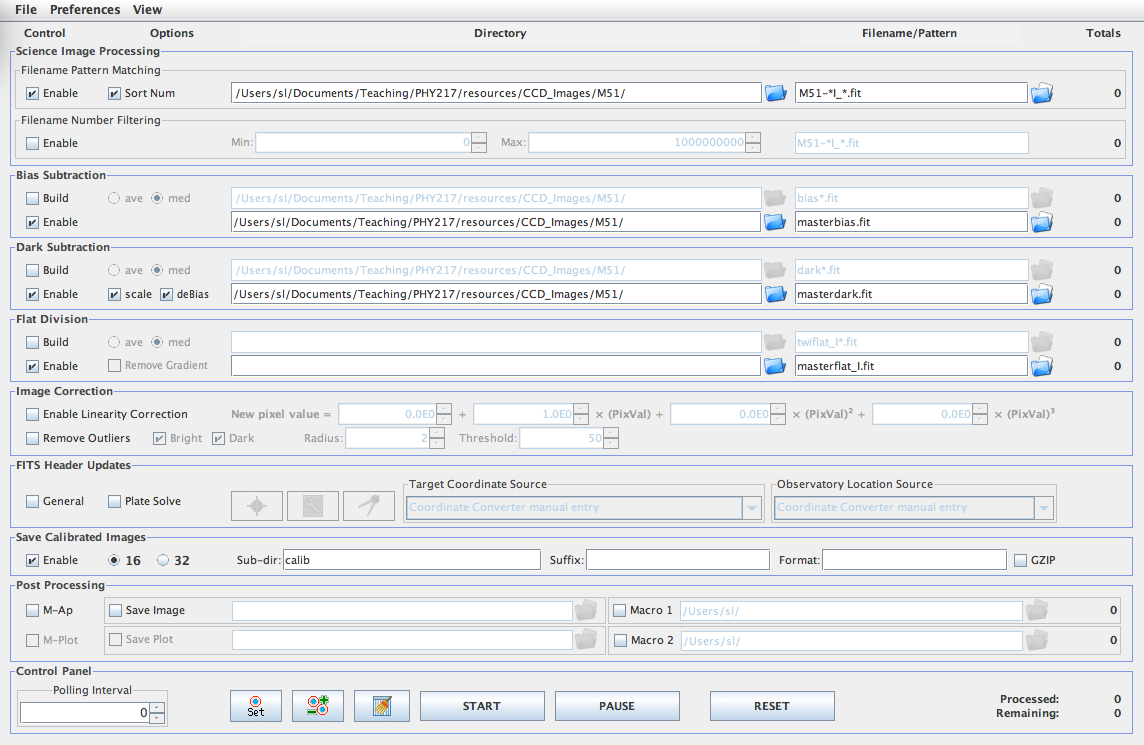 File Preferences View
Control Options Directory Filename/Pattern Totals
Science Image Processing
Filename Pattern Matching
Enable Sort Num /Users/sl/Documents/Teaching/PHY217/resources/CCD_Images/M51/ M51-*I_*.fit 0
Filename Number Filtering
Enable Min: 0 Max: 1000000000 M51-*I_*.fit 0
Bias Subtraction
Build ave med /Users/sl/Documents/Teaching/PHY217/resources/CCD_Images/M51/ bias*.fit 0
Enable /Users/sl/Documents/Teaching/PHY217/resources/CCD_Images/M51/ masterbias.fit 0
Dark Subtraction
Build ave med /Users/sl/Documents/Teaching/PHY217/resources/CCD_Images/M51/ dark*.fit 0
Enable scale deBias /Users/sl/Documents/Teaching/PHY217/resources/CCD_Images/M51/ masterdark.fit 0
Flat Division
Build ave med twiflat_I*.fit 0
Enable Remove Gradient masterflat_I.fit 0
Image Correction
Enable Linearity Correction New pixel value = 0.0E0 + 1.0E0 × (PixVal) + 0.0E0 × (PixVal)² + 0.0E0 × (PixVal)³
Remove Outliers Bright Dark Radius: 2 Threshold: 50
FITS Header Updates
General Plate Solve
Target Coordinate Source
Coordinate Converter manual entry
Observatory Location Source
Coordinate Converter manual entry
Save Calibrated Images
Enable 16 32 Sub-dir: calib Suffix: Format: GZIP
Post Processing
M-Ap Save Image Macro 1 /Users/sl/ 0
M-Plot Save Plot Macro 2 /Users/sl/ 0
Control Panel
Polling Interval
0
Set START PAUSE RESET
Processed: 0
Remaining: 0